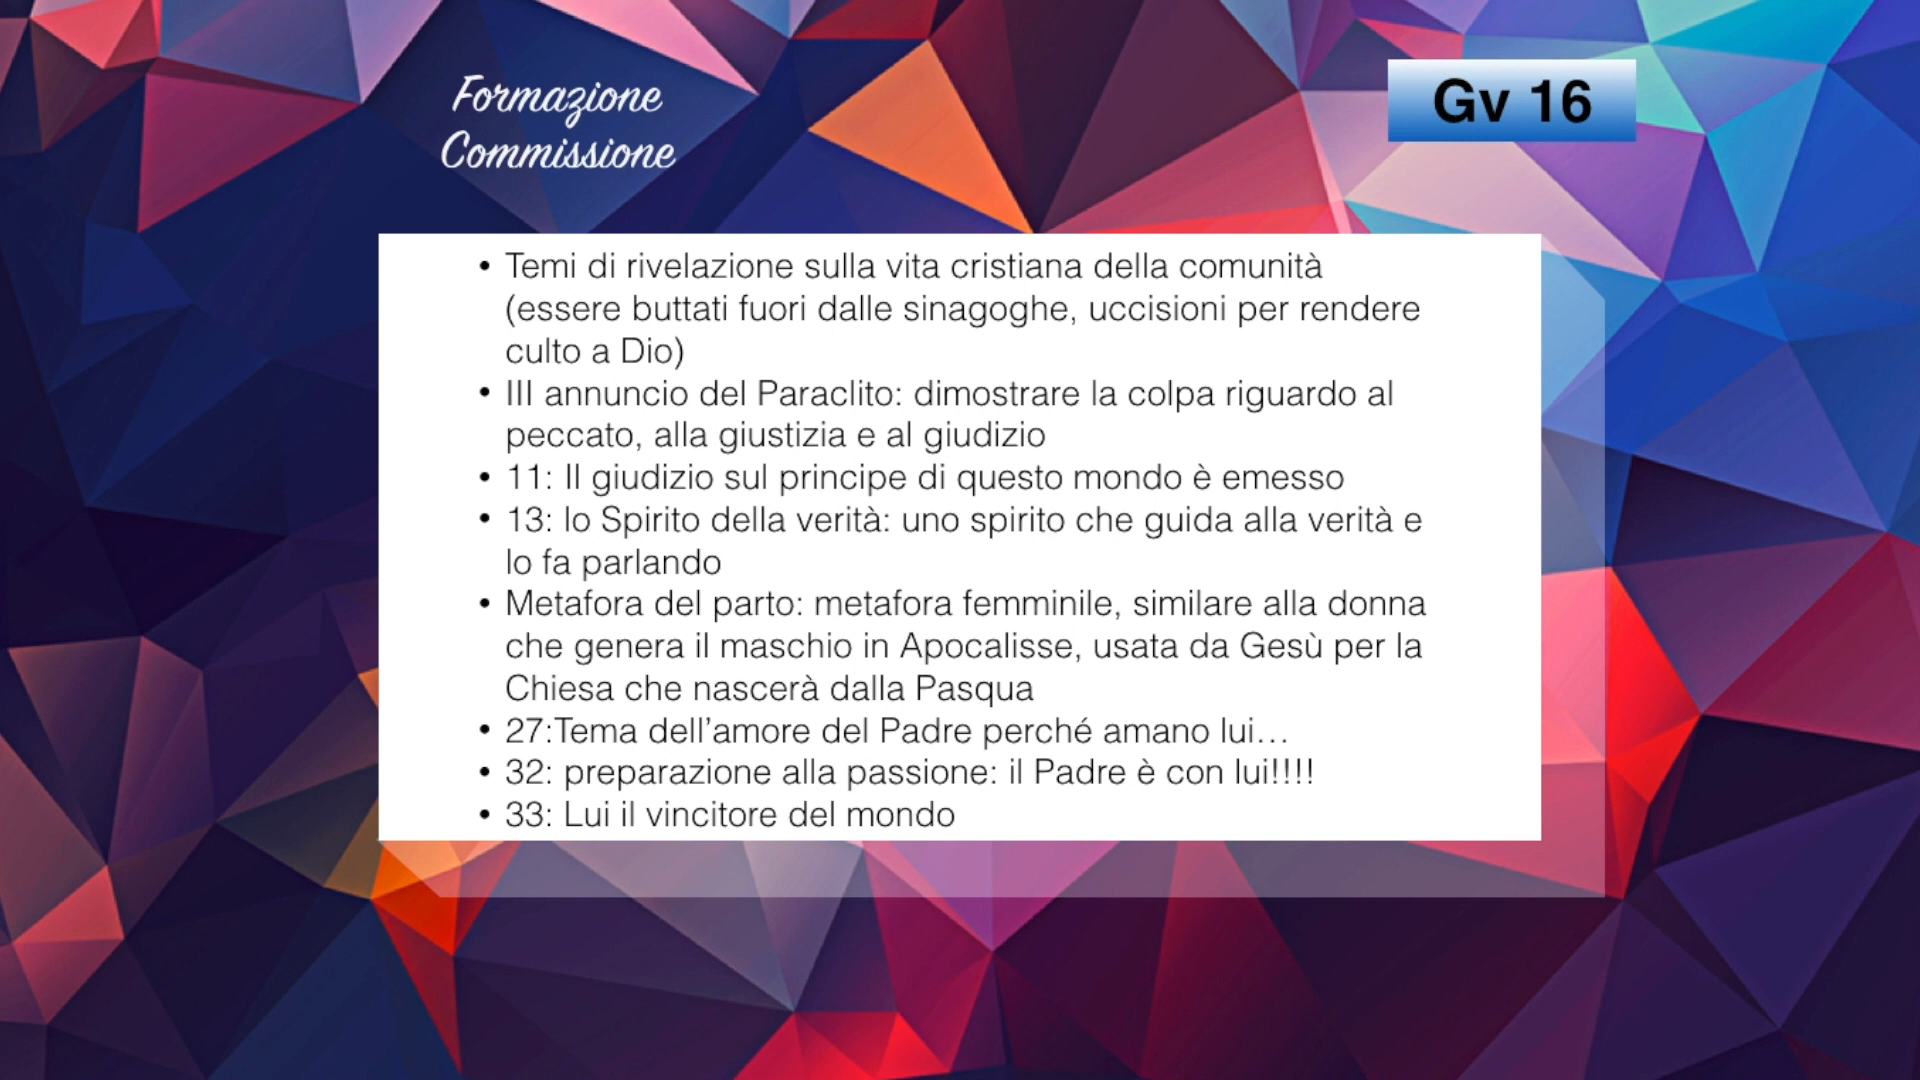 Formazione
Commissione
Gv 16
• Temi di rivelazione sulla vita cristiana della comunità
(essere buttati fuori dalle sinagoghe, uccisioni per rendere
culto a Dio)
• III annuncio del Paraclito: dimostrare la colpa riguardo al
peccato, alla giustizia e al giudizio
• 11: Il giudizio sul principe di questo mondo è emesso
• 13: lo Spirito della verità: uno spirito che guida alla verità e
lo fa parlando
• Metafora del parto: metafora femminile, similare alla donna
che genera il maschio in Apocalisse, usata da Gesù per la
Chiesa che nascerà dalla Pasqua
• 27:Tema dell’amore del Padre perché amano lui…
• 32: preparazione alla passione: il Padre è con lui!!!!
• 33: Lui il vincitore del mondo